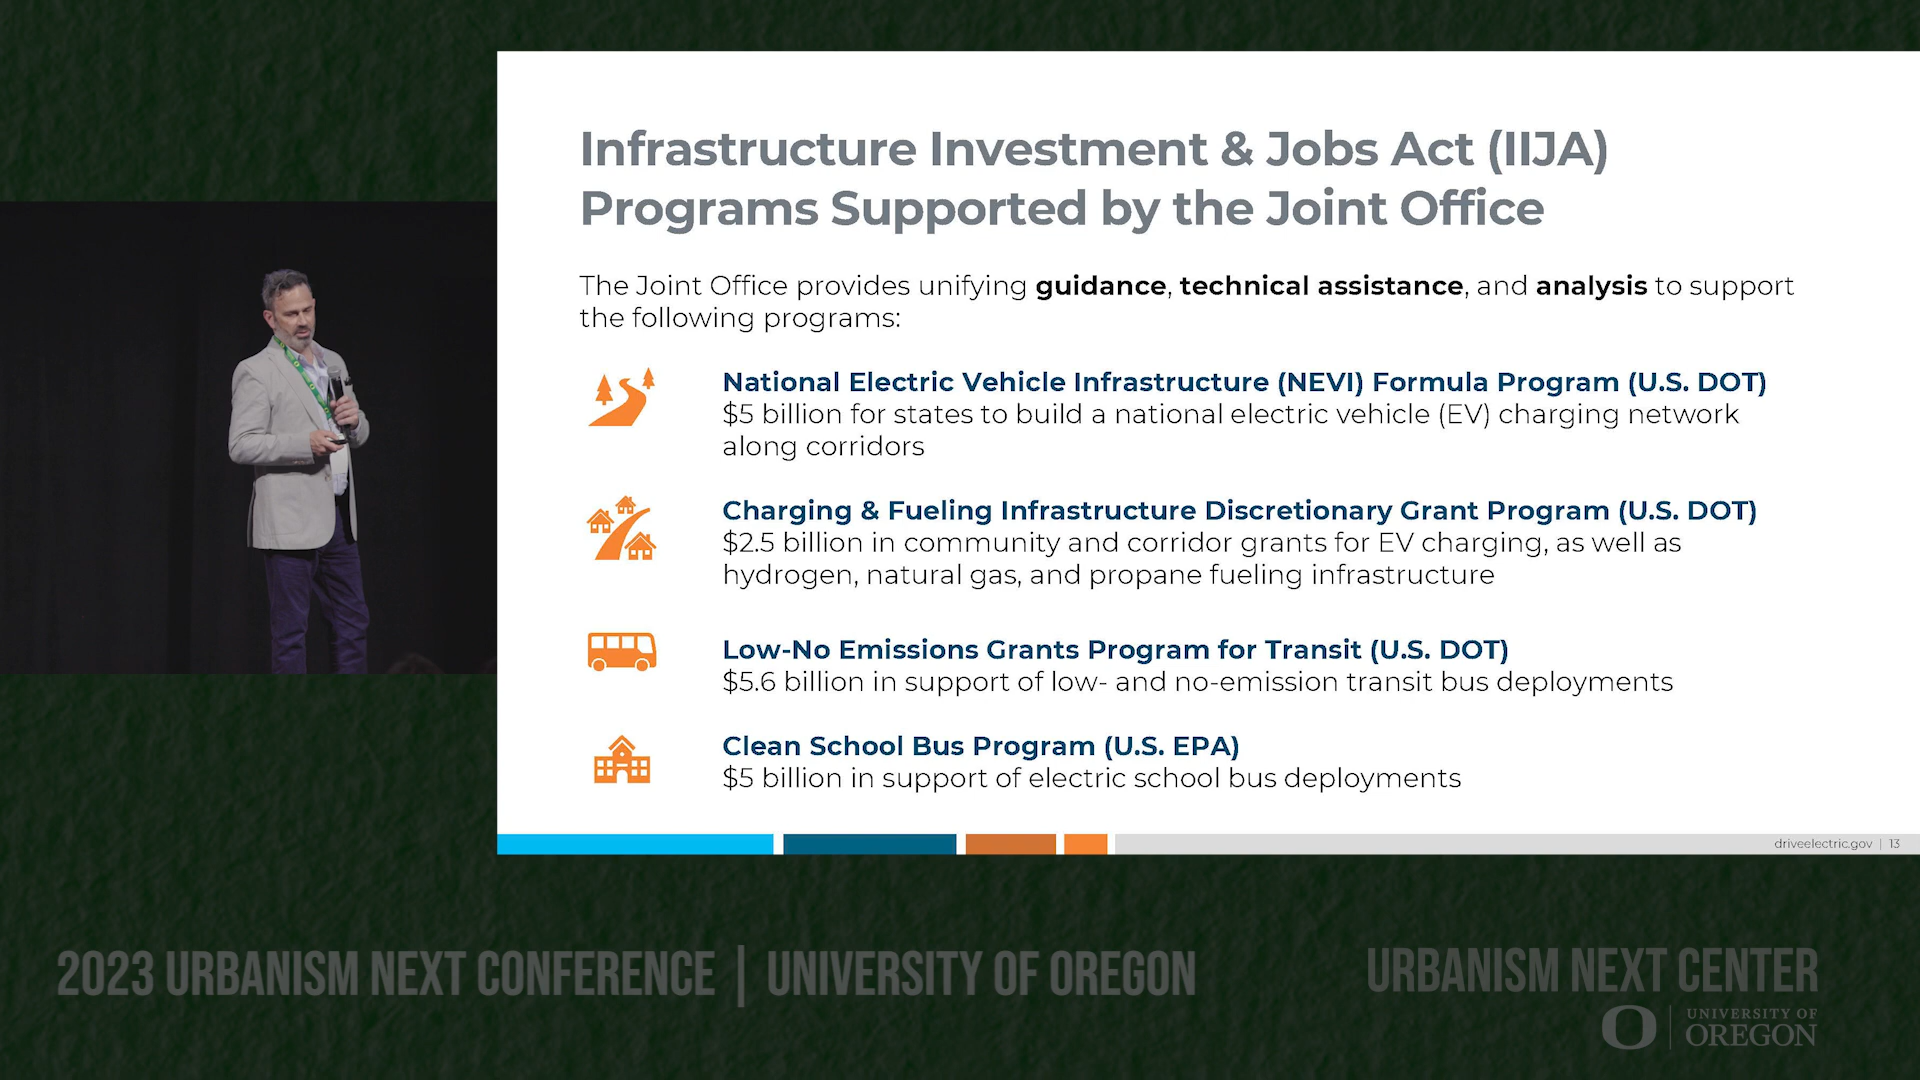 Infrastructure Investment & Jobs Act (IIJA)
Programs Supported by the Joint Office
The Joint Office provides unifying guidance, technical assistance, and analysis to support
the following programs:
National Electric Vehicle Infrastructure (NEVI) Formula Program (U.S. DOT)
$5 billion for states to build a national electric vehicle (EV) charging network
along corridors
Charging & Fueling Infrastructure Discretionary Grant Program (U.S. DOT)
$2.5 billion in community and corridor grants for EV charging, as well as
hydrogen, natural gas, and propane fueling infrastructure
Low-No Emissions Grants Program for Transit (U.S. DOT)
$5.6 billion in support of low- and no-emission transit bus deployments
Clean School Bus Program (U.S. EPA)
$5 billion in support of electric school bus deployments
driveelectric.gov | 13
2023 URBANISM NEXT CONFERENCE | UNIVERSITY OF OREGON
URBANISM NEXT CENTER
O | UNIVERSITY OF
OREGON